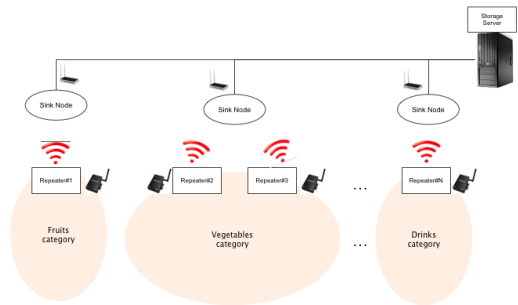 Storage
Server
Sink Node
Sink Node
Sink Node
Repeater#1
Repeater#2
Repeater#3
...
Repeater#N
Fruits
category
Vegetables
category
...
Drinks
category